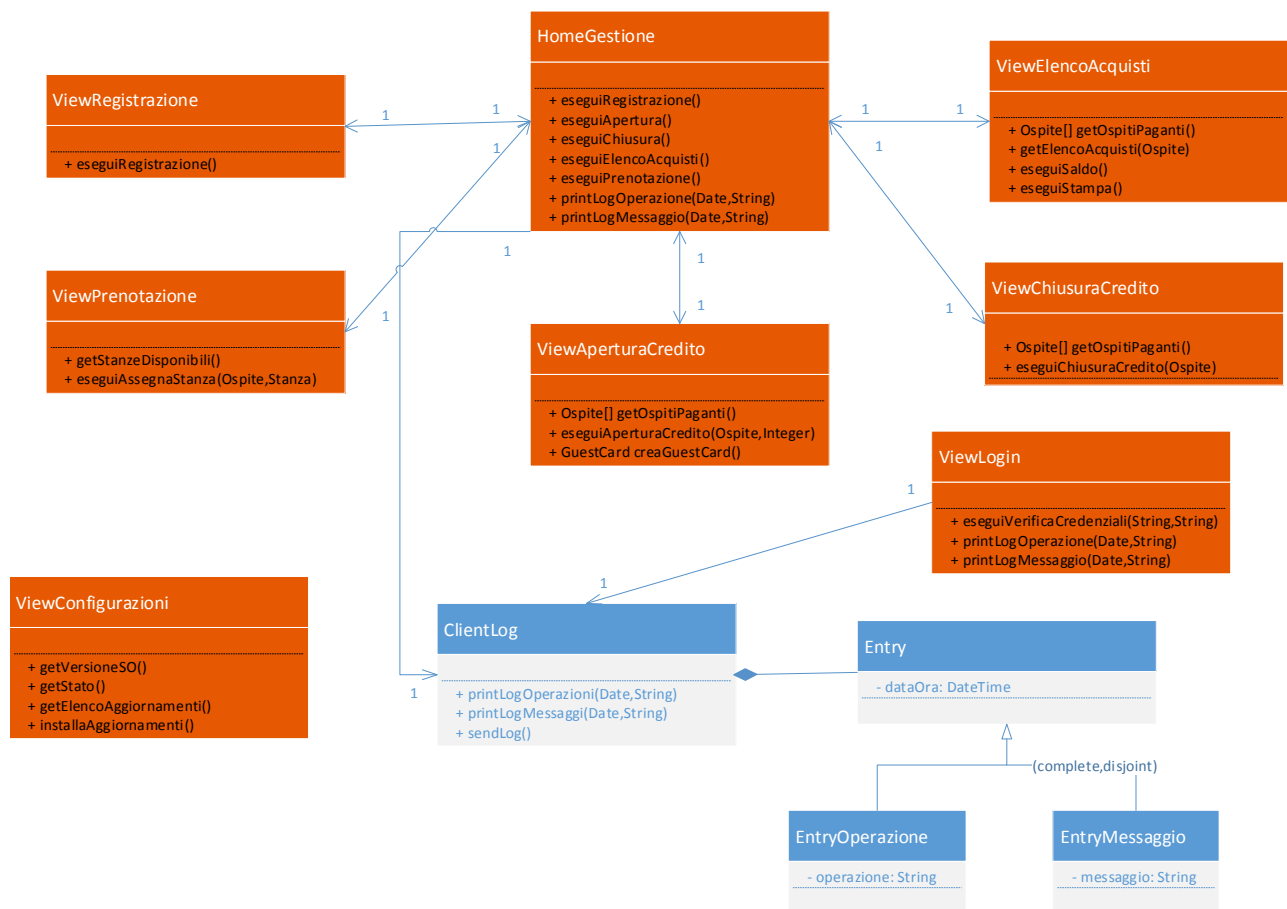 HomeGestione
+ eseguiRegistrazione()
+ eseguiApertura()
+ eseguiChiusura()
+ eseguiElencoAcquisti()
+ eseguiPrenotazione()
+ printLogOperazione(Date,String)
+ printLogMessaggio(Date,String)
ViewElencoAcquisti
+ Ospite[] getOspitiPaganti()
+ getElencoAcquisti(Ospite)
+ eseguiSaldo()
+ eseguiStampa()
ViewRegistrazione
+ eseguiRegistrazione()
1
1
1
1
1
1
1
1
1
ViewPrenotazione
+ getStanzeDisponibili()
+ eseguiAssegnaStanza(Ospite,Stanza)
1
1
1
ViewChiusuraCredito
+ Ospite[] getOspitiPaganti()
+ eseguiChiusuraCredito(Ospite)
ViewAperturaCredito
+ Ospite[] getOspitiPaganti()
+ eseguiAperturaCredito(Ospite,Integer)
+ GuestCard creaGuestCard()
ViewLogin
+ eseguiVerificaCredenziali(String,String)
+ printLogOperazione(Date,String)
+ printLogMessaggio(Date,String)
1
1
ViewConfigurazioni
+ getVersioneSO()
+ getStato()
+ getElencoAggiornamenti()
+ installaAggiornamenti()
ClientLog
+ printLogOperazioni(Date,String)
+ printLogMessaggi(Date,String)
+ sendLog()
Entry
- dataOra: DateTime
(complete,disjoint)
EntryOperazione
- operazione: String
EntryMessaggio
- messaggio: String